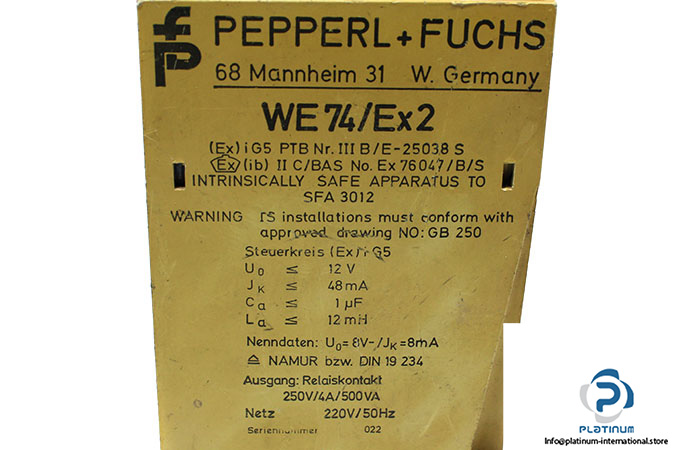 PEPPERL+FUCHS
68 Mannheim 31 W. Germany
WE 74/Ex2
(Ex) i G5 PTB Nr. III B/E-25038 S
Ex (ib) II C/BAS No. Ex 76047/B/S
INTRINSICALLY SAFE APPARATUS TO
SFA 3012
WARNING IS installations must conform with
approved drawing NO: GB 250
Steuerkreis (Ex) i G5
Uo ≤ 12 V
JK ≤ 48 mA
Ca ≤ 1 µF
La ≤ 12 mH
Nenndaten: Uo = 8V-/JK = 8mA
≙ NAMUR bzw. DIN 19 234
Ausgang: Relaiskontakt
250V/4A/500VA
Netz 220V/50Hz
Seriennummer 022
PLATINUM
Info@platinum-international.store